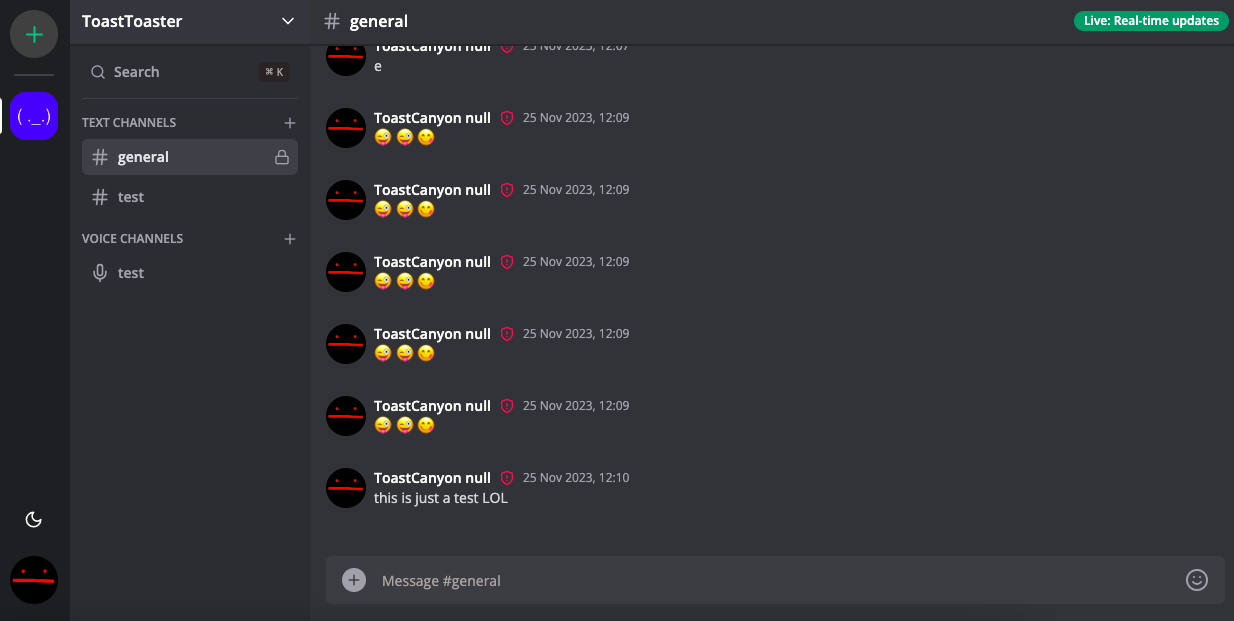 ToastToaster
# general
Live: Real-time updates
Search
⌘ K
TEXT CHANNELS
general
test
VOICE CHANNELS
test
( ._.)
ToastCanyon null 25 Nov 2023, 12:07
e
ToastCanyon null 25 Nov 2023, 12:09
😜😜😋
ToastCanyon null 25 Nov 2023, 12:09
😜😜😋
ToastCanyon null 25 Nov 2023, 12:09
😜😜😋
ToastCanyon null 25 Nov 2023, 12:09
😜😜😋
ToastCanyon null 25 Nov 2023, 12:09
😜😜😋
ToastCanyon null 25 Nov 2023, 12:10
this is just a test LOL
Message #general